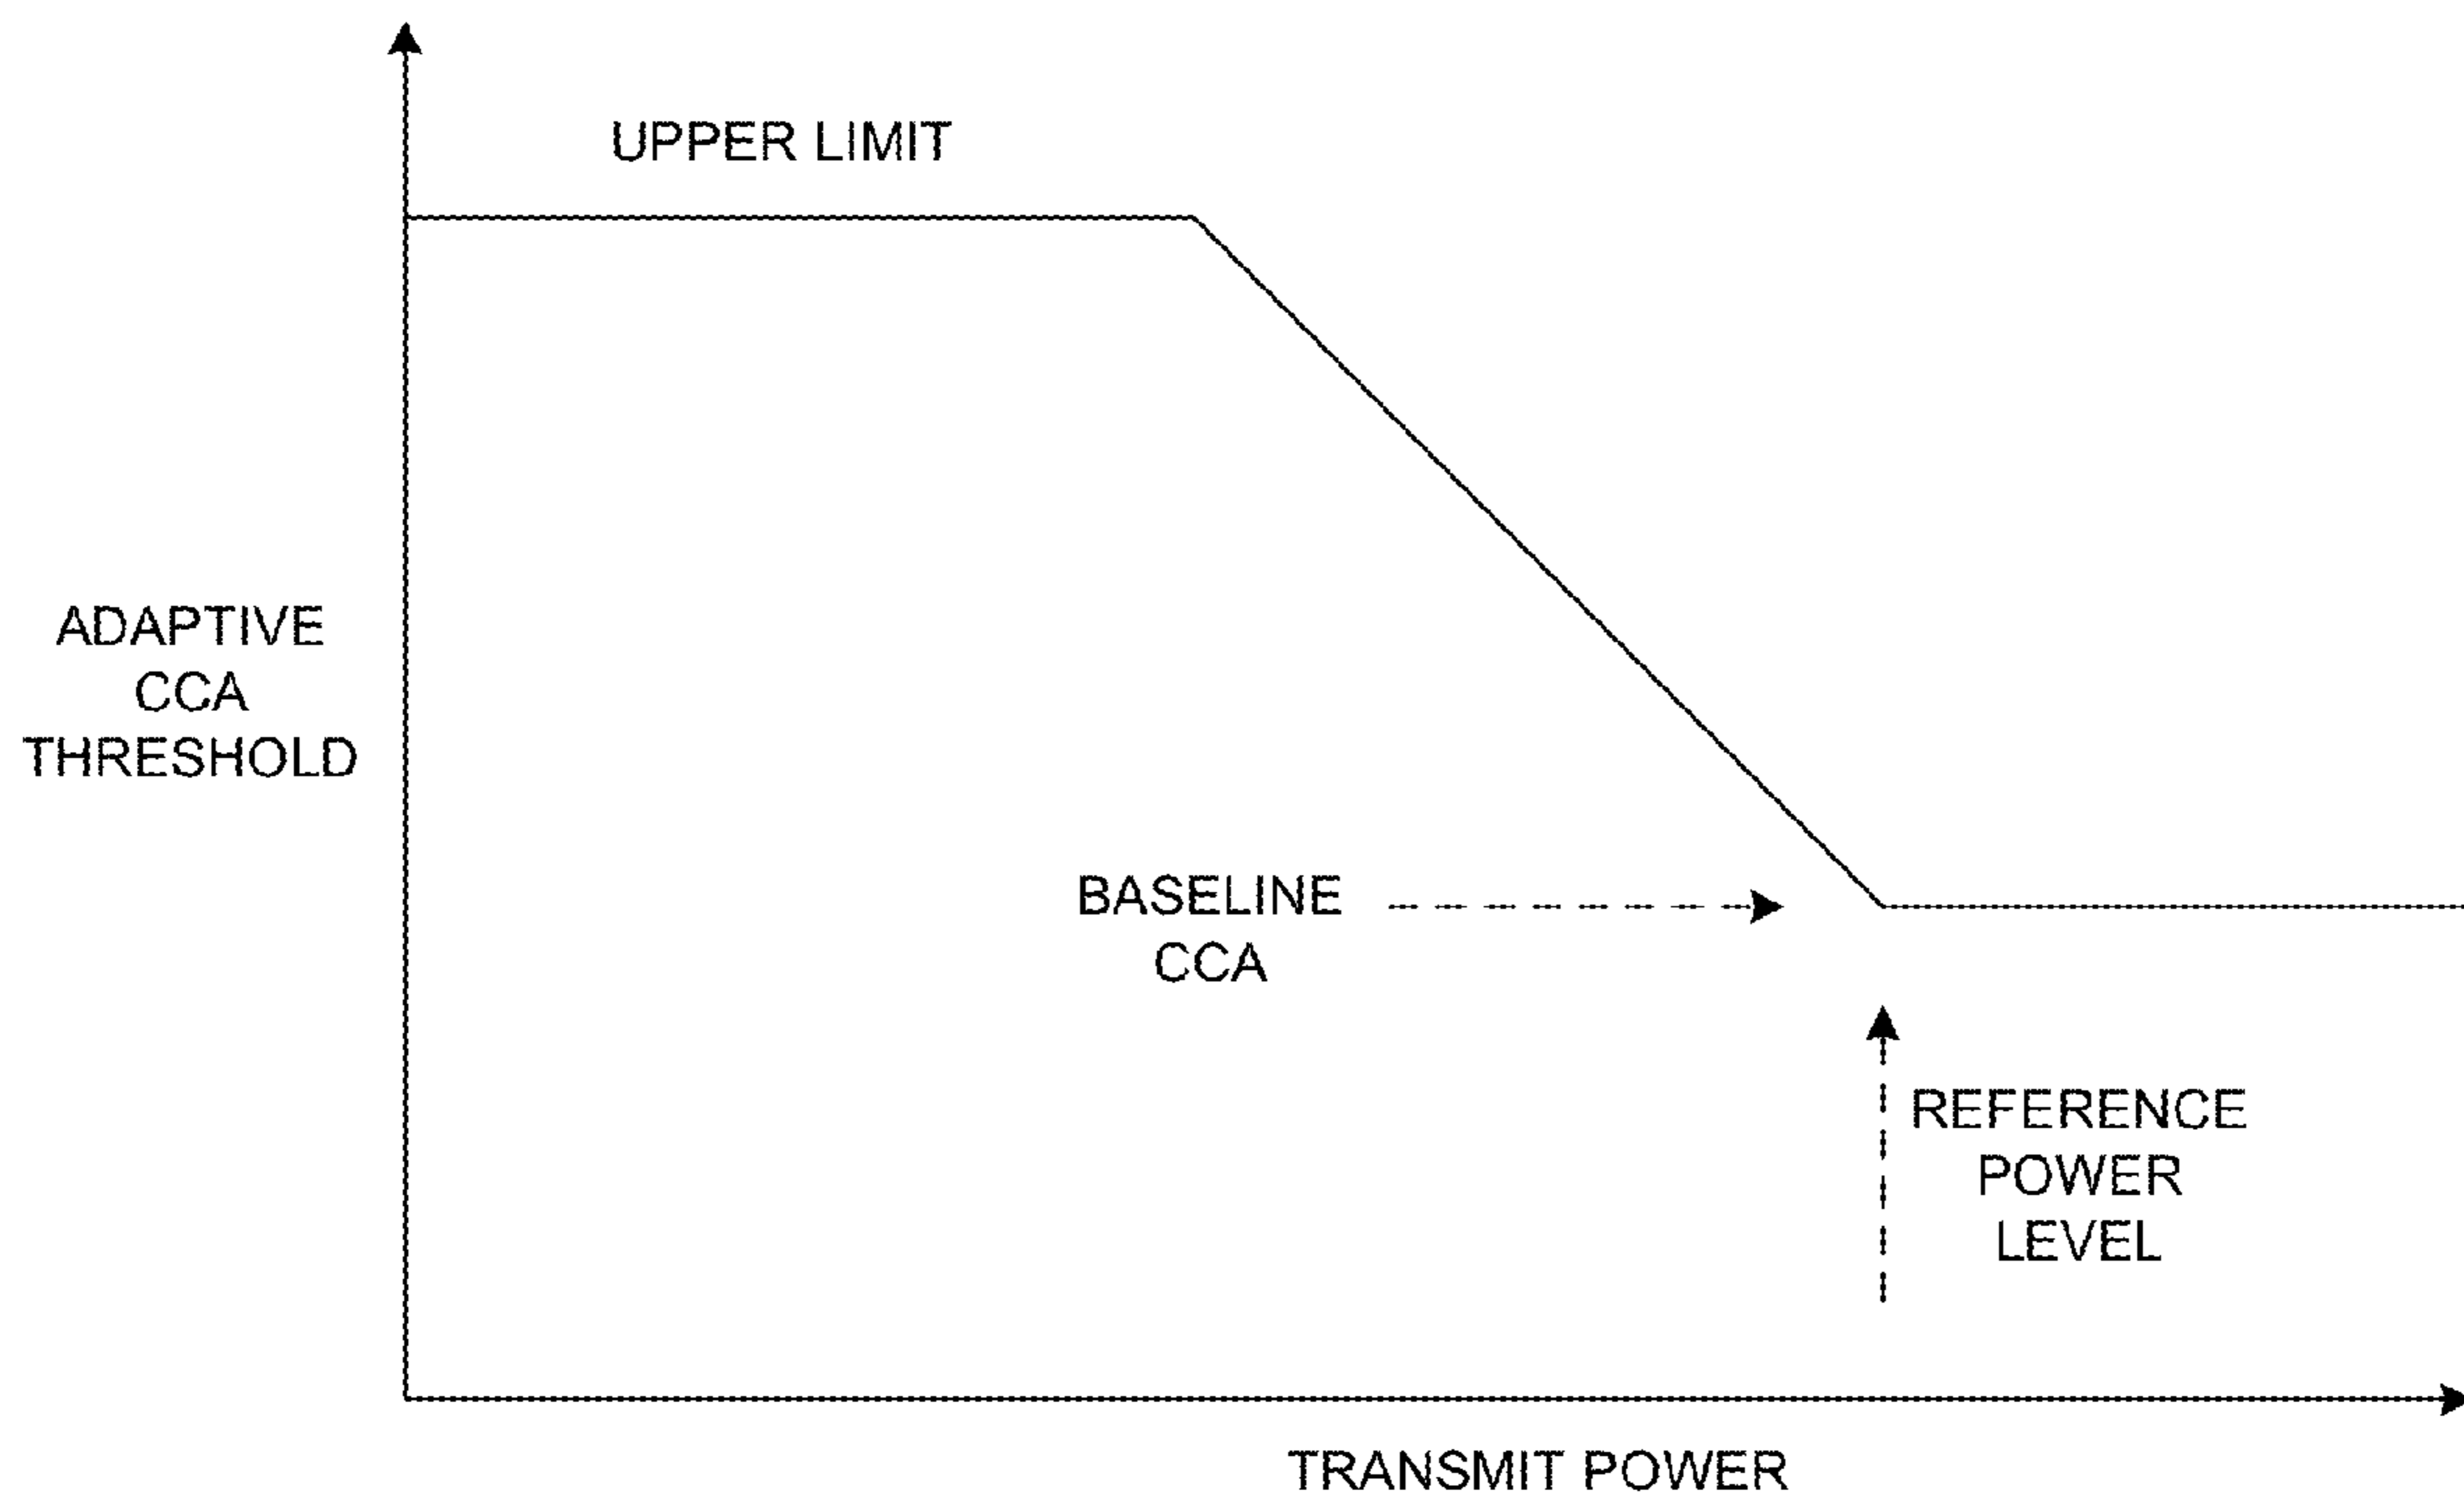 UPPER LIMIT
ADAPTIVE
CCA
THRESHOLD
BASELINE
CCA
REFERENCE
POWER
LEVEL
TRANSMIT POWER